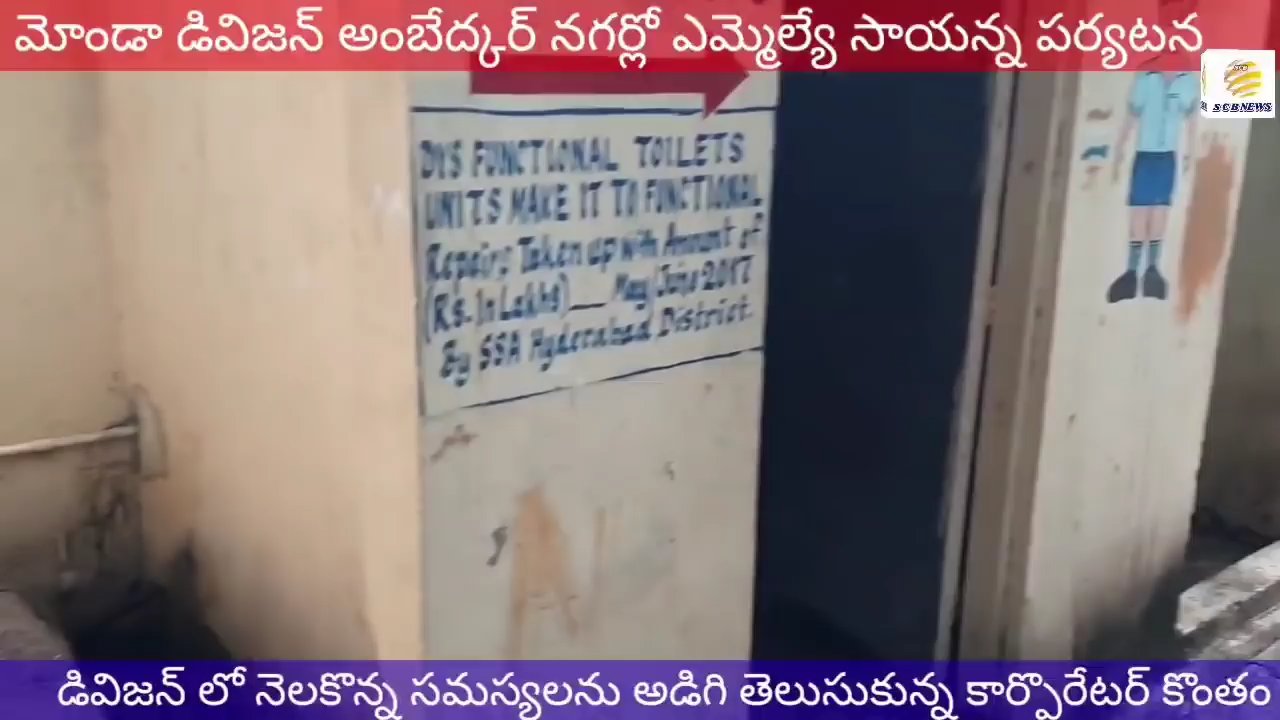 మోండా డివిజన్ అంబేద్కర్ నగర్లో ఎమ్మెల్యే సాయన్న పర్యటన
SCB
SCBNEWS
DYS FUNCTIONAL TOILETS
UNITS MAKE IT TO FUNCTIONAL
Repairs Taken up with Amount of
(Rs. In Lakhs)__ May/June 2017
By SSA Hyderabad District.
డివిజన్ లో నెలకొన్న సమస్యలను అడిగి తెలుసుకున్న కార్పొరేటర్ కొంతం